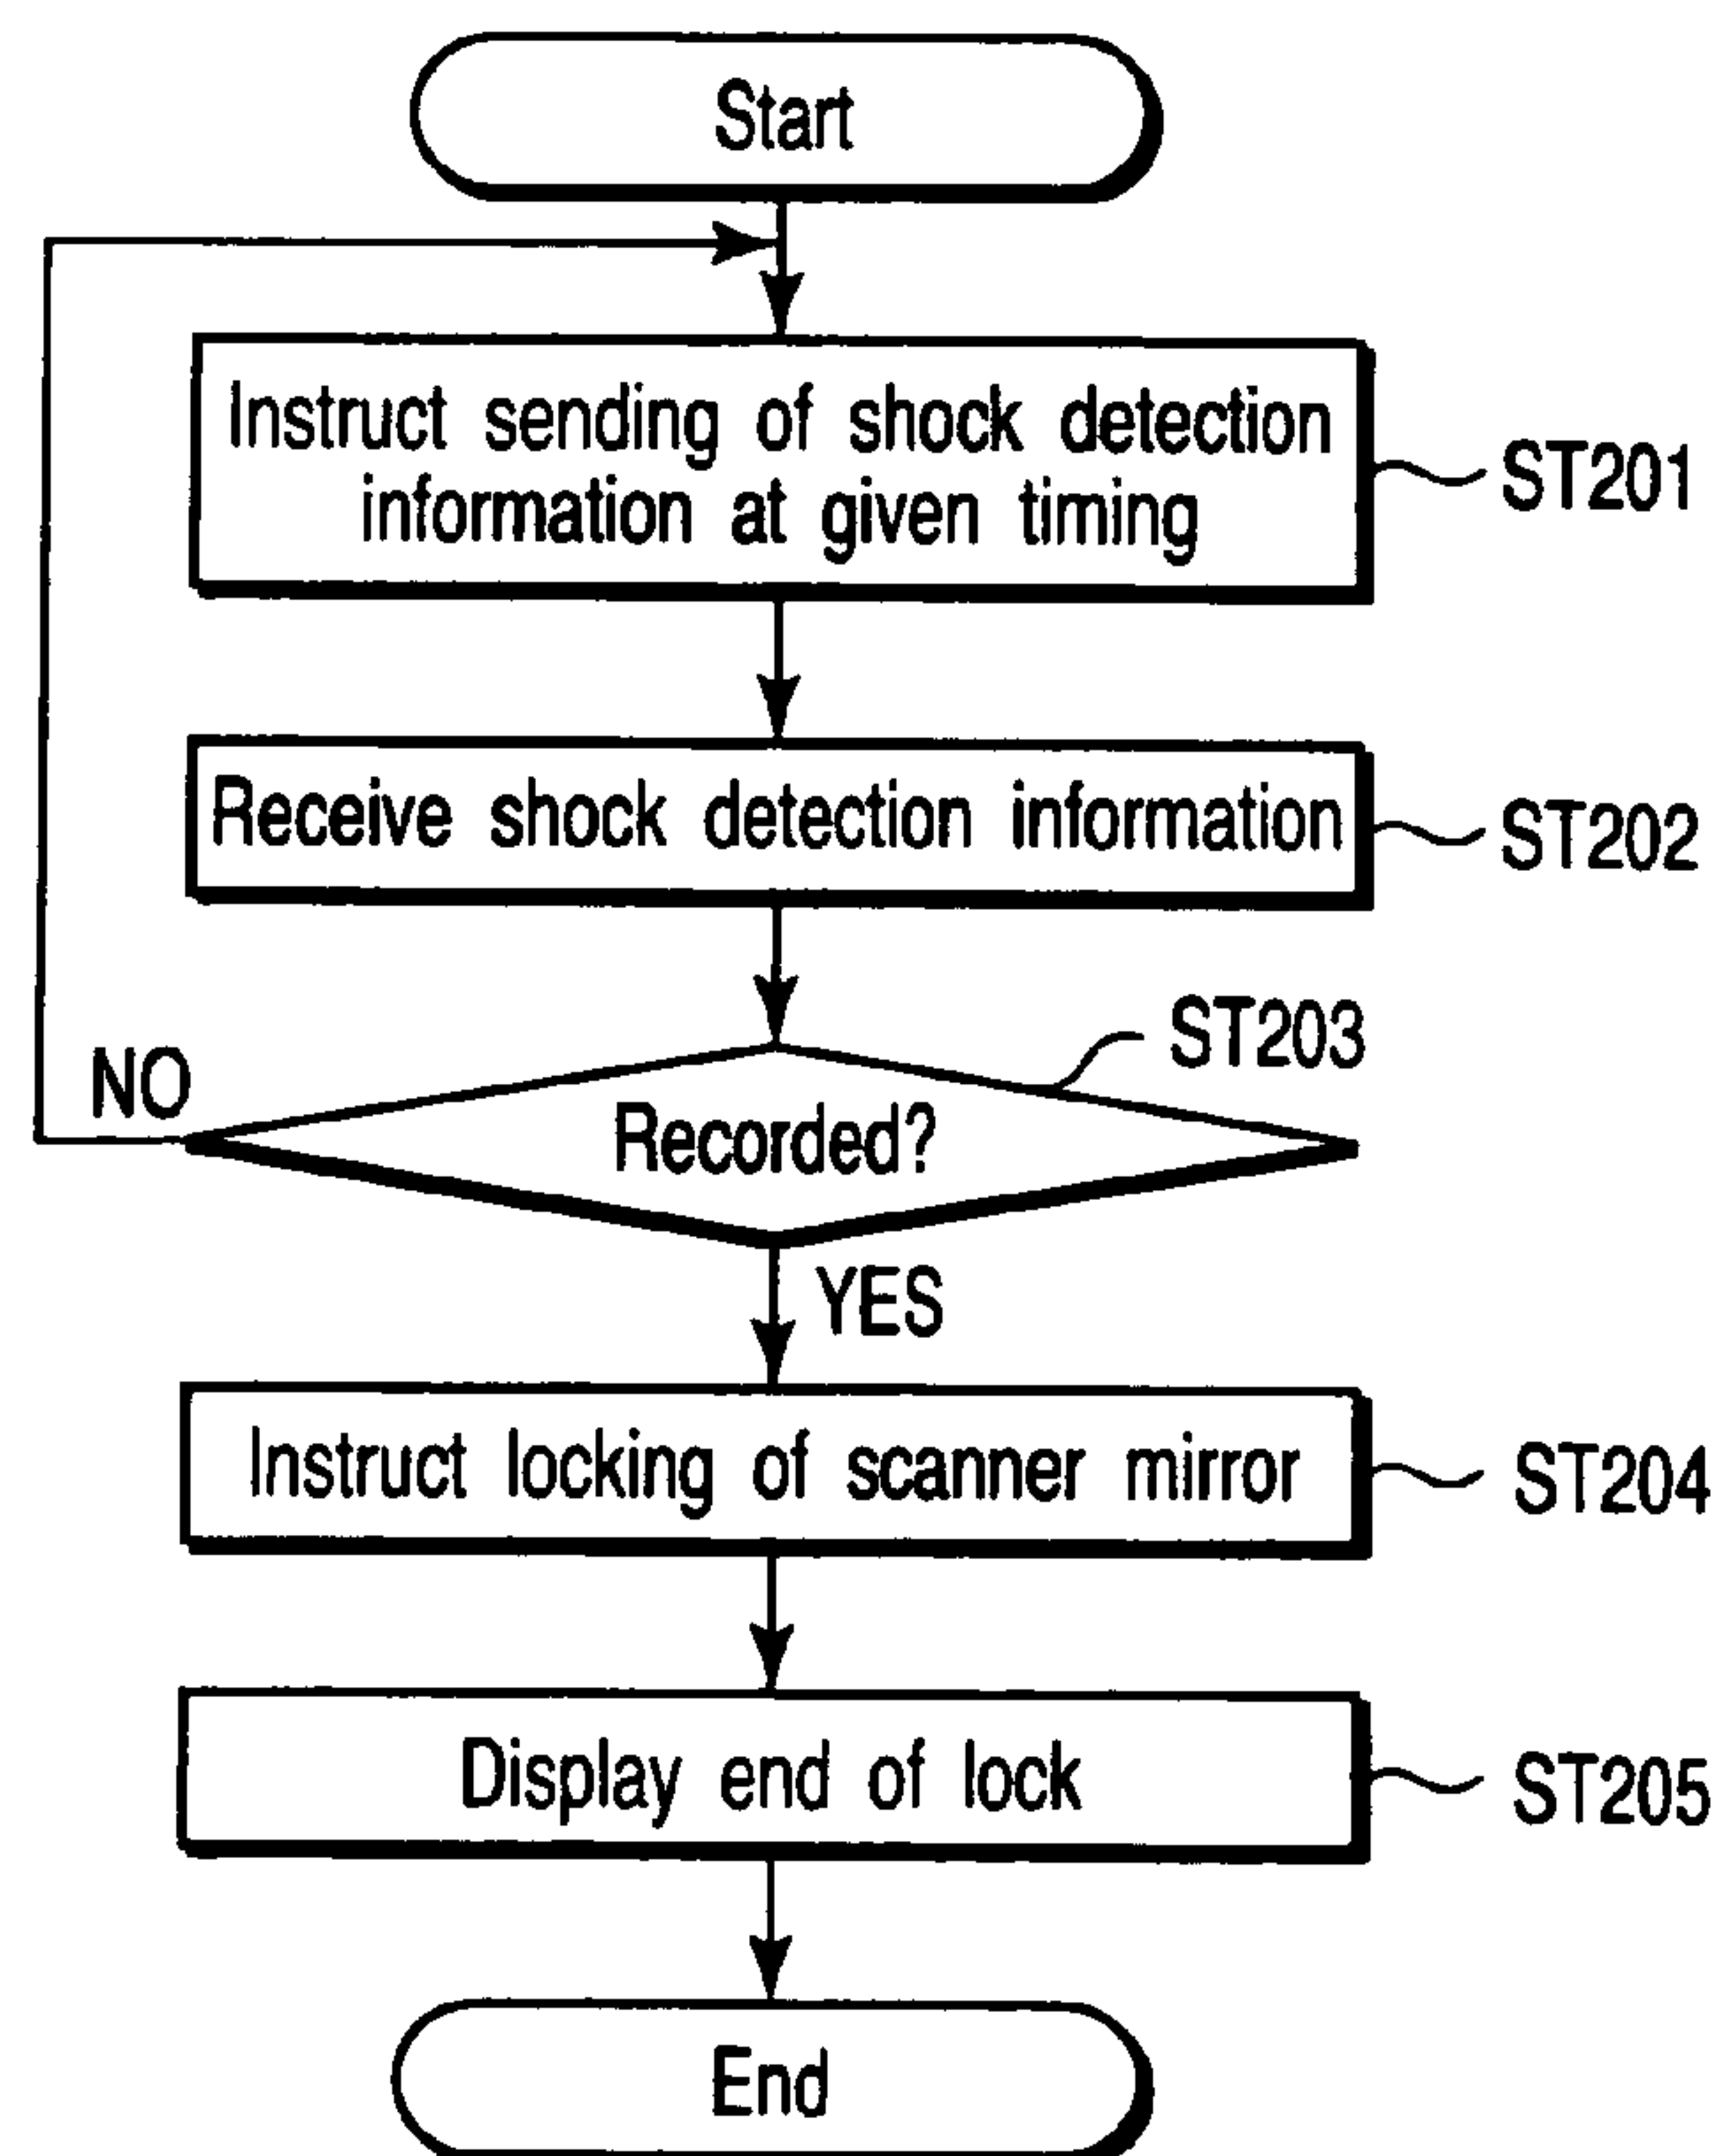 Start
Instruct sending of shock detection
information at given timing
ST201
Receive shock detection information
ST202
ST203
NO
Recorded?
YES
Instruct locking of scanner mirror
ST204
Display end of lock
ST205
End